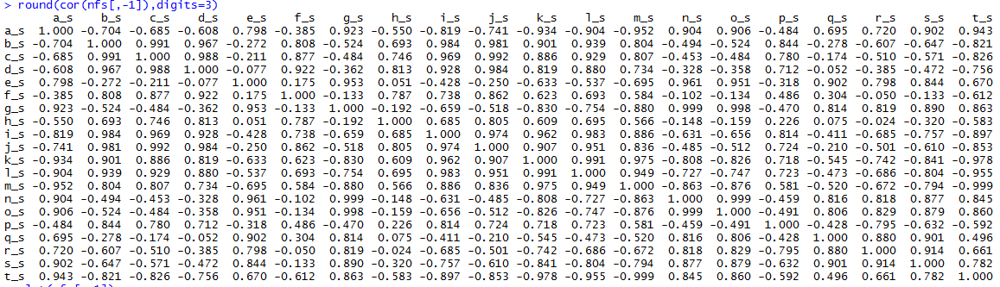 > round(cor(nfs[,-1]),digits=3)
a_s b_s c_s d_s e_s f_s g_s h_s i_s j_s k_s l_s m_s n_s o_s p_s q_s r_s s_s t_s
a_s 1.000 -0.704 -0.685 -0.608 0.798 -0.385 0.923 -0.550 -0.819 -0.741 -0.934 -0.904 -0.952 0.904 0.906 -0.484 0.695 0.720 0.902 0.943
b_s -0.704 1.000 0.991 0.967 -0.272 0.808 -0.524 0.693 0.984 0.981 0.901 0.939 0.804 -0.494 -0.524 0.844 -0.278 -0.607 -0.647 -0.821
c_s -0.685 0.991 1.000 0.988 -0.211 0.877 -0.484 0.746 0.969 0.992 0.886 0.929 0.807 -0.453 -0.484 0.780 -0.174 -0.510 -0.571 -0.826
d_s -0.608 0.967 0.988 1.000 -0.077 0.922 -0.362 0.813 0.928 0.984 0.819 0.880 0.734 -0.328 -0.358 0.712 -0.052 -0.385 -0.472 -0.756
e_s 0.798 -0.272 -0.211 -0.077 1.000 0.175 0.953 0.051 -0.428 -0.250 -0.633 -0.537 -0.695 0.961 0.951 -0.318 0.902 0.798 0.844 0.670
f_s -0.385 0.808 0.877 0.922 0.175 1.000 -0.133 0.787 0.738 0.862 0.623 0.693 0.584 -0.102 -0.134 0.486 0.304 -0.050 -0.133 -0.612
g_s 0.923 -0.524 -0.484 -0.362 0.953 -0.133 1.000 -0.192 -0.659 -0.518 -0.830 -0.754 -0.880 0.999 0.998 -0.470 0.814 0.819 0.890 0.863
h_s -0.550 0.693 0.746 0.813 0.051 0.787 -0.192 1.000 0.685 0.805 0.609 0.695 0.566 -0.148 -0.159 0.226 0.075 -0.024 -0.320 -0.583
i_s -0.819 0.984 0.969 0.928 -0.428 0.738 -0.659 0.685 1.000 0.974 0.962 0.983 0.886 -0.631 -0.656 0.814 -0.411 -0.685 -0.757 -0.897
j_s -0.741 0.981 0.992 0.984 -0.250 0.862 -0.518 0.805 0.974 1.000 0.907 0.951 0.836 -0.485 -0.512 0.724 -0.210 -0.501 -0.610 -0.853
k_s -0.934 0.901 0.886 0.819 -0.633 0.623 -0.830 0.609 0.962 0.907 1.000 0.991 0.975 -0.808 -0.826 0.718 -0.545 -0.742 -0.841 -0.978
l_s -0.904 0.939 0.929 0.880 -0.537 0.693 -0.754 0.695 0.983 0.951 0.991 1.000 0.949 -0.727 -0.747 0.723 -0.473 -0.686 -0.804 -0.955
m_s -0.952 0.804 0.807 0.734 -0.695 0.584 -0.880 0.566 0.886 0.836 0.975 0.949 1.000 -0.863 -0.876 0.581 -0.520 -0.672 -0.794 -0.999
n_s 0.904 -0.494 -0.453 -0.328 0.961 -0.102 0.999 -0.148 -0.631 -0.485 -0.808 -0.727 -0.863 1.000 0.999 -0.459 0.816 0.818 0.877 0.845
o_s 0.906 -0.524 -0.484 -0.358 0.951 -0.134 0.998 -0.159 -0.656 -0.512 -0.826 -0.747 -0.876 0.999 1.000 -0.491 0.806 0.829 0.879 0.860
p_s -0.484 0.844 0.780 0.712 -0.318 0.486 -0.470 0.226 0.814 0.724 0.718 0.723 0.581 -0.459 -0.491 1.000 -0.428 -0.795 -0.632 -0.592
q_s 0.695 -0.278 -0.174 -0.052 0.902 0.304 0.814 0.075 -0.411 -0.210 -0.545 -0.473 -0.520 0.816 0.806 -0.428 1.000 0.880 0.901 0.496
r_s 0.720 -0.607 -0.510 -0.385 0.798 -0.050 0.819 -0.024 -0.685 -0.501 -0.742 -0.686 -0.672 0.818 0.829 -0.795 0.880 1.000 0.914 0.661
s_s 0.902 -0.647 -0.571 -0.472 0.844 -0.133 0.890 -0.320 -0.757 -0.610 -0.841 -0.804 -0.794 0.877 0.879 -0.632 0.901 0.914 1.000 0.782
t_s 0.943 -0.821 -0.826 -0.756 0.670 -0.612 0.863 -0.583 -0.897 -0.853 -0.978 -0.955 -0.999 0.845 0.860 -0.592 0.496 0.661 0.782 1.000